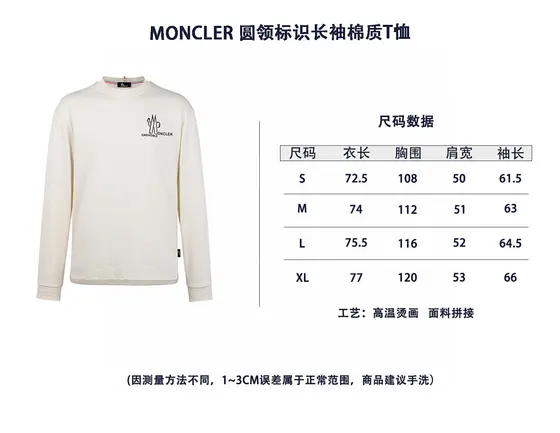 MONCLER 圆领标识长袖棉质T恤
GRENOBLE MONCLER
尺码数据
尺码 衣长 胸围 肩宽 袖长
S 72.5 108 50 61.5
M 74 112 51 63
L 75.5 116 52 64.5
XL 77 120 53 66
工艺：高温烫画 面料拼接
(因测量方法不同，1~3CM误差属于正常范围，商品建议手洗）